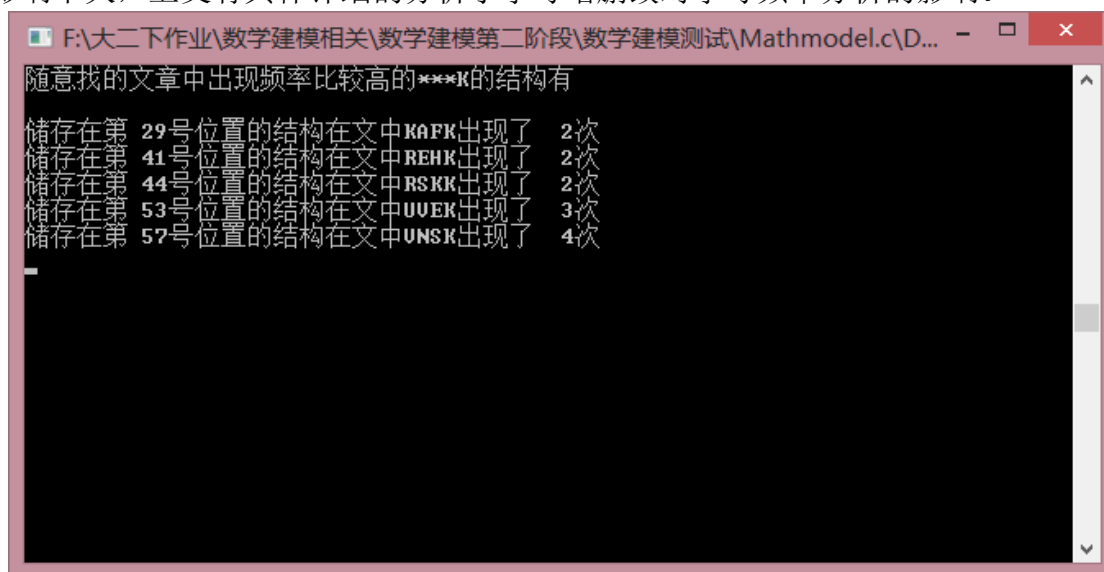 F:\大二下作业\数学建模相关\数学建模第二阶段\数学建模测试\Mathmodel.c\D...
随意找的文章中出现频率比较高的***K的结构有
储存在第 29号位置的结构在文中KAFK出现了 2次
储存在第 41号位置的结构在文中REHK出现了 2次
储存在第 44号位置的结构在文中RSKK出现了 2次
储存在第 53号位置的结构在文中UVEK出现了 3次
储存在第 57号位置的结构在文中VNSK出现了 4次